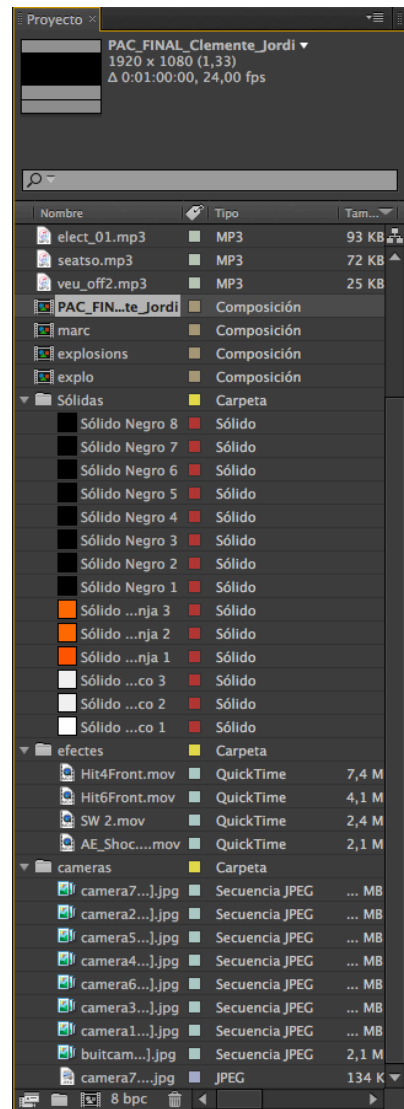 Proyecto ×
PAC_FINAL_Clemente_Jordi ▼
1920 x 1080 (1,33)
Δ 0:01:00:00, 24,00 fps
Nombre Tipo Tam...
elect_01.mp3 MP3 93 KB
seatso.mp3 MP3 72 KB
veu_off2.mp3 MP3 25 KB
PAC_FIN...te_Jordi Composición
marc Composición
explosions Composición
explo Composición
Sólidas Carpeta
Sólido Negro 8 Sólido
Sólido Negro 7 Sólido
Sólido Negro 6 Sólido
Sólido Negro 5 Sólido
Sólido Negro 4 Sólido
Sólido Negro 3 Sólido
Sólido Negro 2 Sólido
Sólido Negro 1 Sólido
Sólido ...nja 3 Sólido
Sólido ...nja 2 Sólido
Sólido ...nja 1 Sólido
Sólido ...co 3 Sólido
Sólido ...co 2 Sólido
Sólido ...co 1 Sólido
efectes Carpeta
Hit4Front.mov QuickTime 7,4 M
Hit6Front.mov QuickTime 4,1 M
SW 2.mov QuickTime 2,4 M
AE_Shoc....mov QuickTime 2,1 M
cameras Carpeta
camera7...].jpg Secuencia JPEG ... MB
camera2...].jpg Secuencia JPEG ... MB
camera5...].jpg Secuencia JPEG ... MB
camera4...].jpg Secuencia JPEG ... MB
camera6...].jpg Secuencia JPEG ... MB
camera3...].jpg Secuencia JPEG ... MB
camera1...].jpg Secuencia JPEG ... MB
buitcam...].jpg Secuencia JPEG 2,1 M
camera7....jpg JPEG 134 K
8 bpc